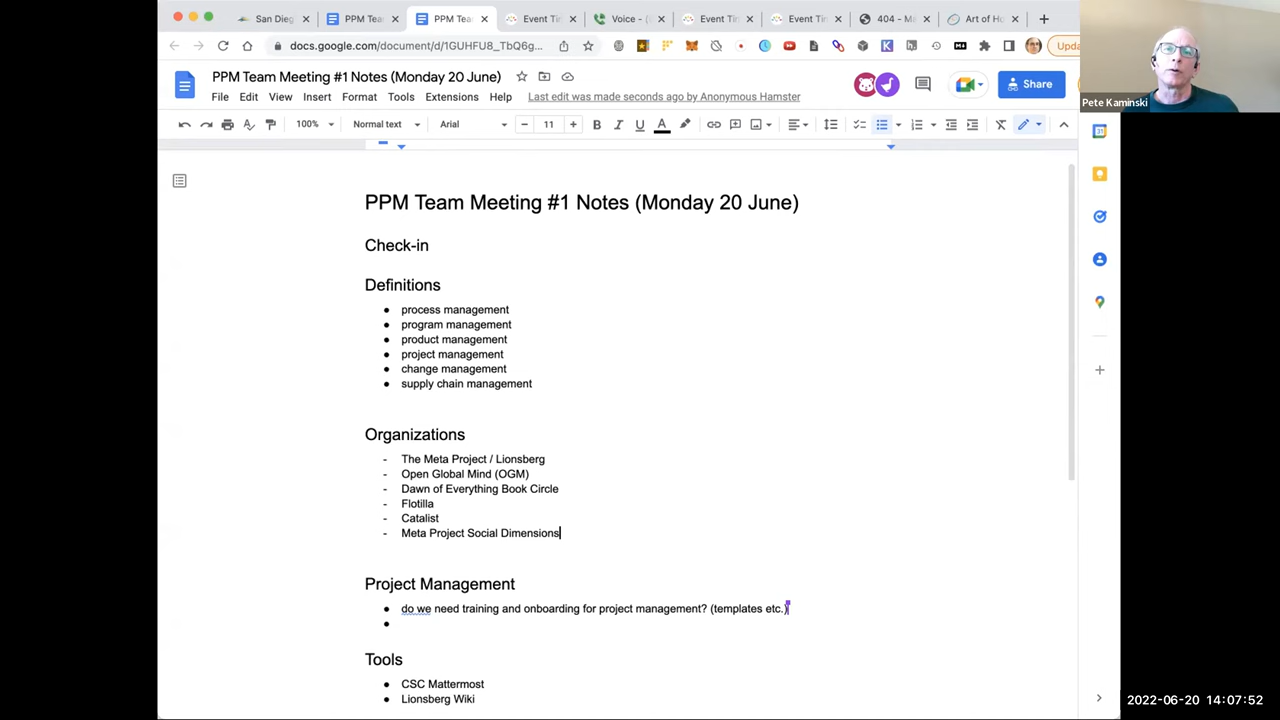 San Dieg
PPM Tea
PPM Tea
Event Ti
Voice - (
Event Tin
Event Tin
404 - M
Art of Ho
docs.google.com/document/d/1GUHFU8_TbQ6g...
Upda
PPM Team Meeting #1 Notes (Monday 20 June)
File Edit View Insert Format Tools Extensions Help Last edit was made seconds ago by Anonymous Hamster
Share
Pete Kaminski
100% Normal text Arial 11
PPM Team Meeting #1 Notes (Monday 20 June)
Check-in
Definitions
● process management
● program management
● product management
● project management
● change management
● supply chain management
Organizations
- The Meta Project / Lionsberg
- Open Global Mind (OGM)
- Dawn of Everything Book Circle
- Flotilla
- Catalist
- Meta Project Social Dimensions
Project Management
● do we need training and onboarding for project management? (templates etc.)
●
Tools
● CSC Mattermost
● Lionsberg Wiki
2022-06-20 14:07:52